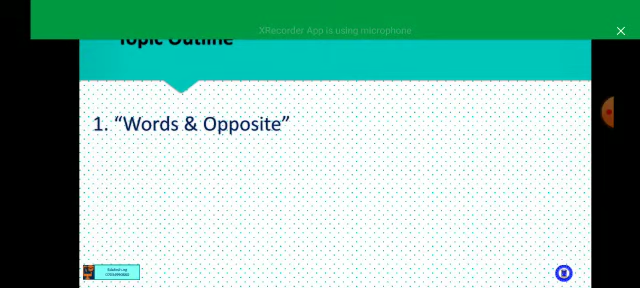 XRecorder App is using microphone
Topic Outline
1. “Words & Opposite”